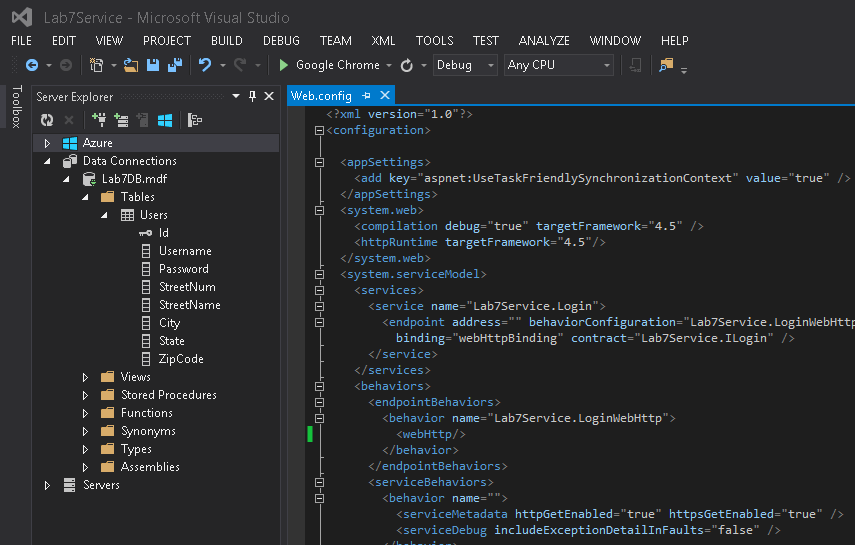 Lab7Service - Microsoft Visual Studio
FILE EDIT VIEW PROJECT BUILD DEBUG TEAM XML TOOLS TEST ANALYZE WINDOW HELP
Google Chrome Debug Any CPU
Toolbox
Server Explorer
Azure
Data Connections
Lab7DB.mdf
Tables
Users
Id
Username
Password
StreetNum
StreetName
City
State
ZipCode
Views
Stored Procedures
Functions
Synonyms
Types
Assemblies
Servers
Web.config
<?xml version="1.0"?>
<configuration>
<appSettings>
<add key="aspnet:UseTaskFriendlySynchronizationContext" value="true" />
</appSettings>
<system.web>
<compilation debug="true" targetFramework="4.5" />
<httpRuntime targetFramework="4.5"/>
</system.web>
<system.serviceModel>
<services>
<service name="Lab7Service.Login">
<endpoint address="" behaviorConfiguration="Lab7Service.LoginWebHttp
binding="webHttpBinding" contract="Lab7Service.ILogin" />
</service>
</services>
<behaviors>
<endpointBehaviors>
<behavior name="Lab7Service.LoginWebHttp">
<webHttp/>
</behavior>
</endpointBehaviors>
<serviceBehaviors>
<behavior name="">
<serviceMetadata httpGetEnabled="true" httpsGetEnabled="true" />
<serviceDebug includeExceptionDetailInFaults="false" />